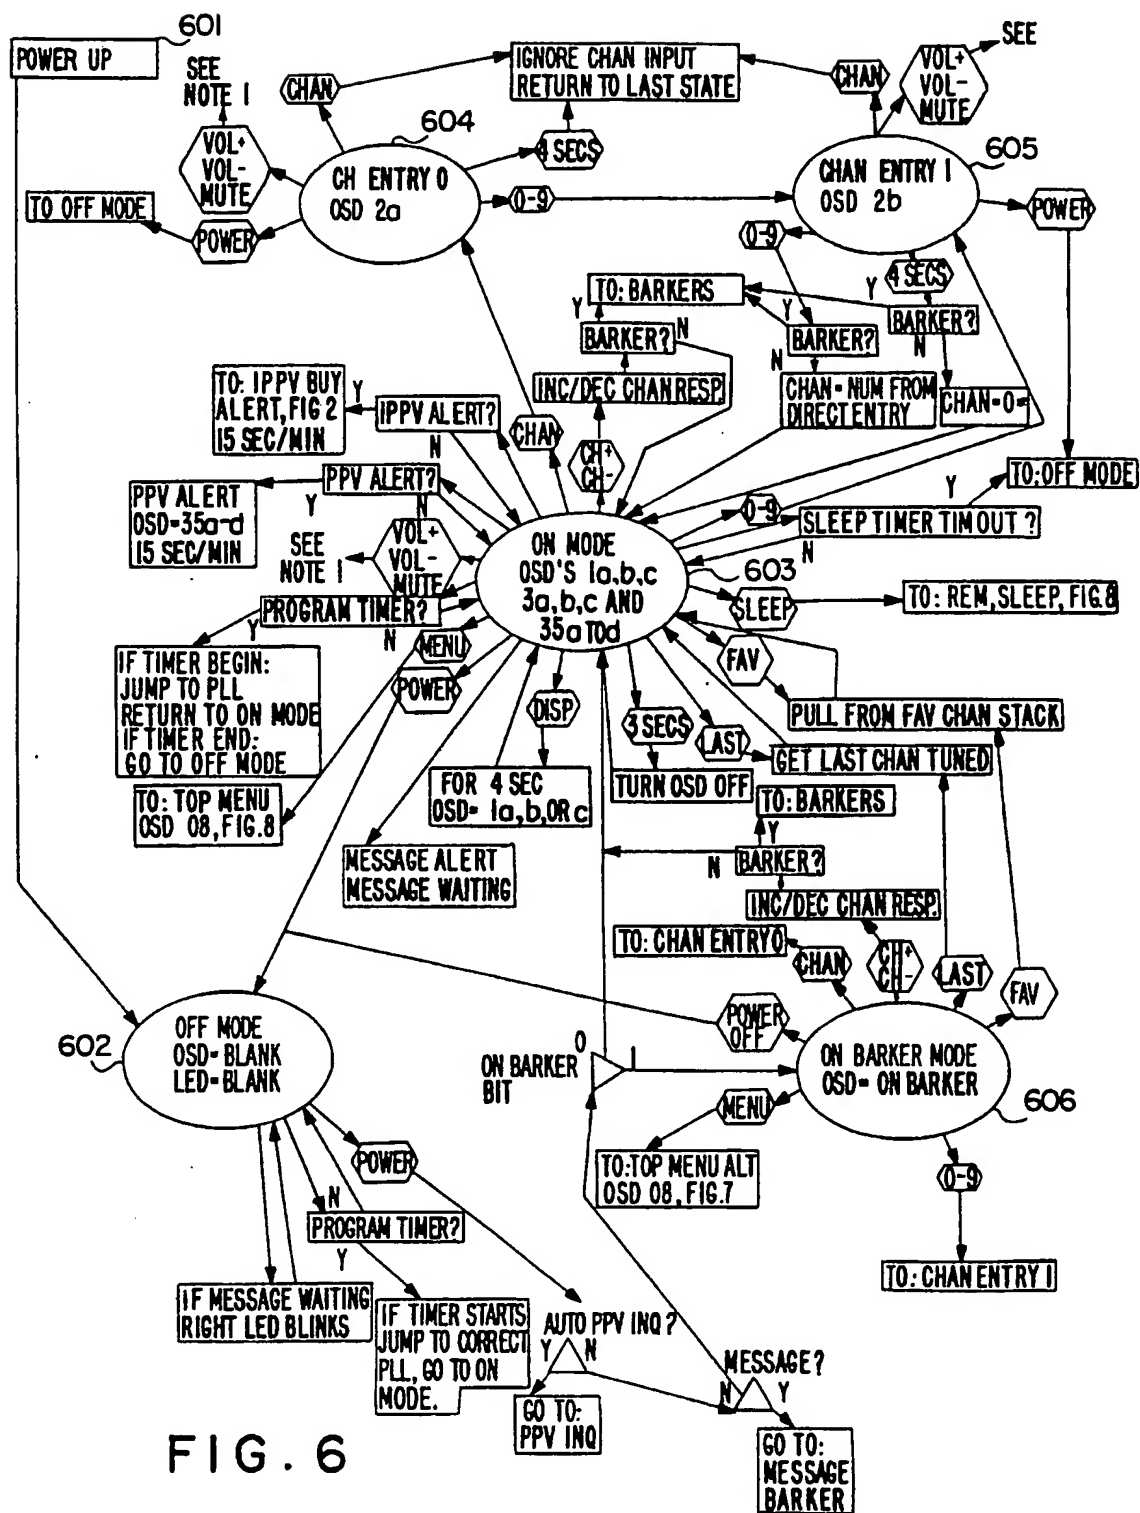 601
POWER UP
SEE
NOTE 1
CHAN
IGNORE CHAN INPUT
RETURN TO LAST STATE
CHAN
VOL+
VOL-
MUTE
SEE
604
VOL+
VOL-
MUTE
4 SECS
CH ENTRY 0
OSD 2a
0-9
CHAN ENTRY 1
OSD 2b
605
TO OFF MODE
POWER
POWER
0-9
4 SECS
TO: BARKERS
Y
Y
Y
BARKER?
N
BARKER?
N
BARKER?
N
INC/DEC CHAN RESP.
CHAN=NUM FROM
DIRECT ENTRY
CHAN=0=
TO: IPPV BUY
ALERT, FIG 2
15 SEC/MIN
Y
IPPV ALERT?
N
CHAN
CH+
CH-
PPV ALERT?
Y
N
PPV ALERT
OSD=35a-d
15 SEC/MIN
0-9
Y
TO: OFF MODE
SLEEP TIMER TIMOUT ?
N
SEE
NOTE 1
VOL+
VOL-
MUTE
ON MODE
OSD'S 1a,b,c
3a,b,c AND
35a TO d
603
PROGRAM TIMER?
Y
N
SLEEP
TO: REM, SLEEP, FIG.8
MENU
POWER
FAV
IF TIMER BEGIN:
JUMP TO PLL
RETURN TO ON MODE
IF TIMER END:
GO TO OFF MODE
DISP
3 SECS
LAST
PULL FROM FAV CHAN STACK
GET LAST CHAN TUNED
TO: TOP MENU
OSD 08, FIG.8
FOR 4 SEC
OSD= 1a,b,OR c
TURN OSD OFF
TO: BARKERS
Y
MESSAGE ALERT
MESSAGE WAITING
N
BARKER?
INC/DEC CHAN RESP.
TO: CHAN ENTRY 0
CHAN
CH+
CH-
LAST
FAV
POWER
OFF
602
OFF MODE
OSD=BLANK
LED=BLANK
ON BARKER
BIT
0
1
ON BARKER MODE
OSD= ON BARKER
606
MENU
POWER
TO:TOP MENU ALT
OSD 08, FIG.7
0-9
N
PROGRAM TIMER?
Y
TO: CHAN ENTRY 1
IF MESSAGE WAITING
RIGHT LED BLINKS
IF TIMER STARTS
JUMP TO CORRECT
PLL, GO TO ON
MODE.
AUTO PPV INQ ?
Y
N
MESSAGE?
N
Y
GO TO:
PPV INQ
GO TO:
MESSAGE
BARKER
FIG. 6